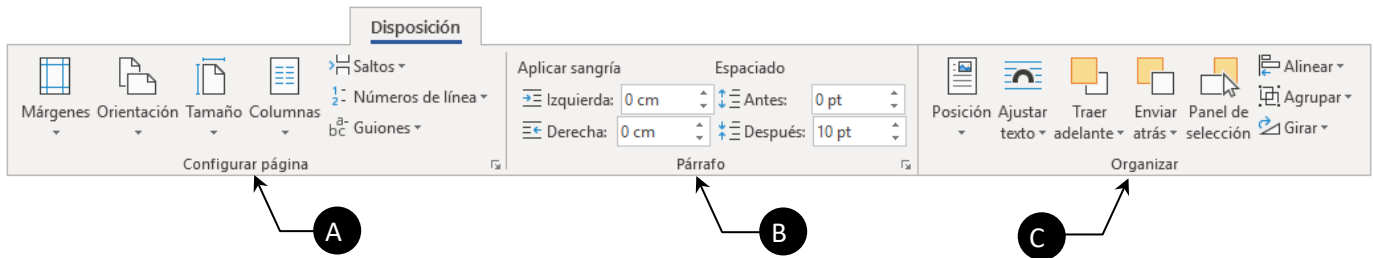 Disposición
Márgenes
Orientación
Tamaño
Columnas
Saltos
Números de línea
Guiones
Configurar página
Aplicar sangría
Izquierda: 0 cm
Derecha: 0 cm
Espaciado
Antes: 0 pt
Después: 10 pt
Párrafo
Posición
Ajustar
texto
Traer
adelante
Enviar
atrás
Panel de
selección
Alinear
Agrupar
Girar
Organizar
A
B
C